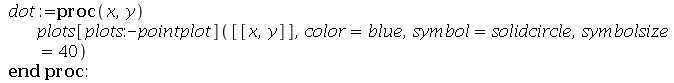 dot :=proc(x, y)
plots[plots:-pointplot]([[x, y]], color = blue, symbol = solidcircle, symbolsize
= 40)
end proc: